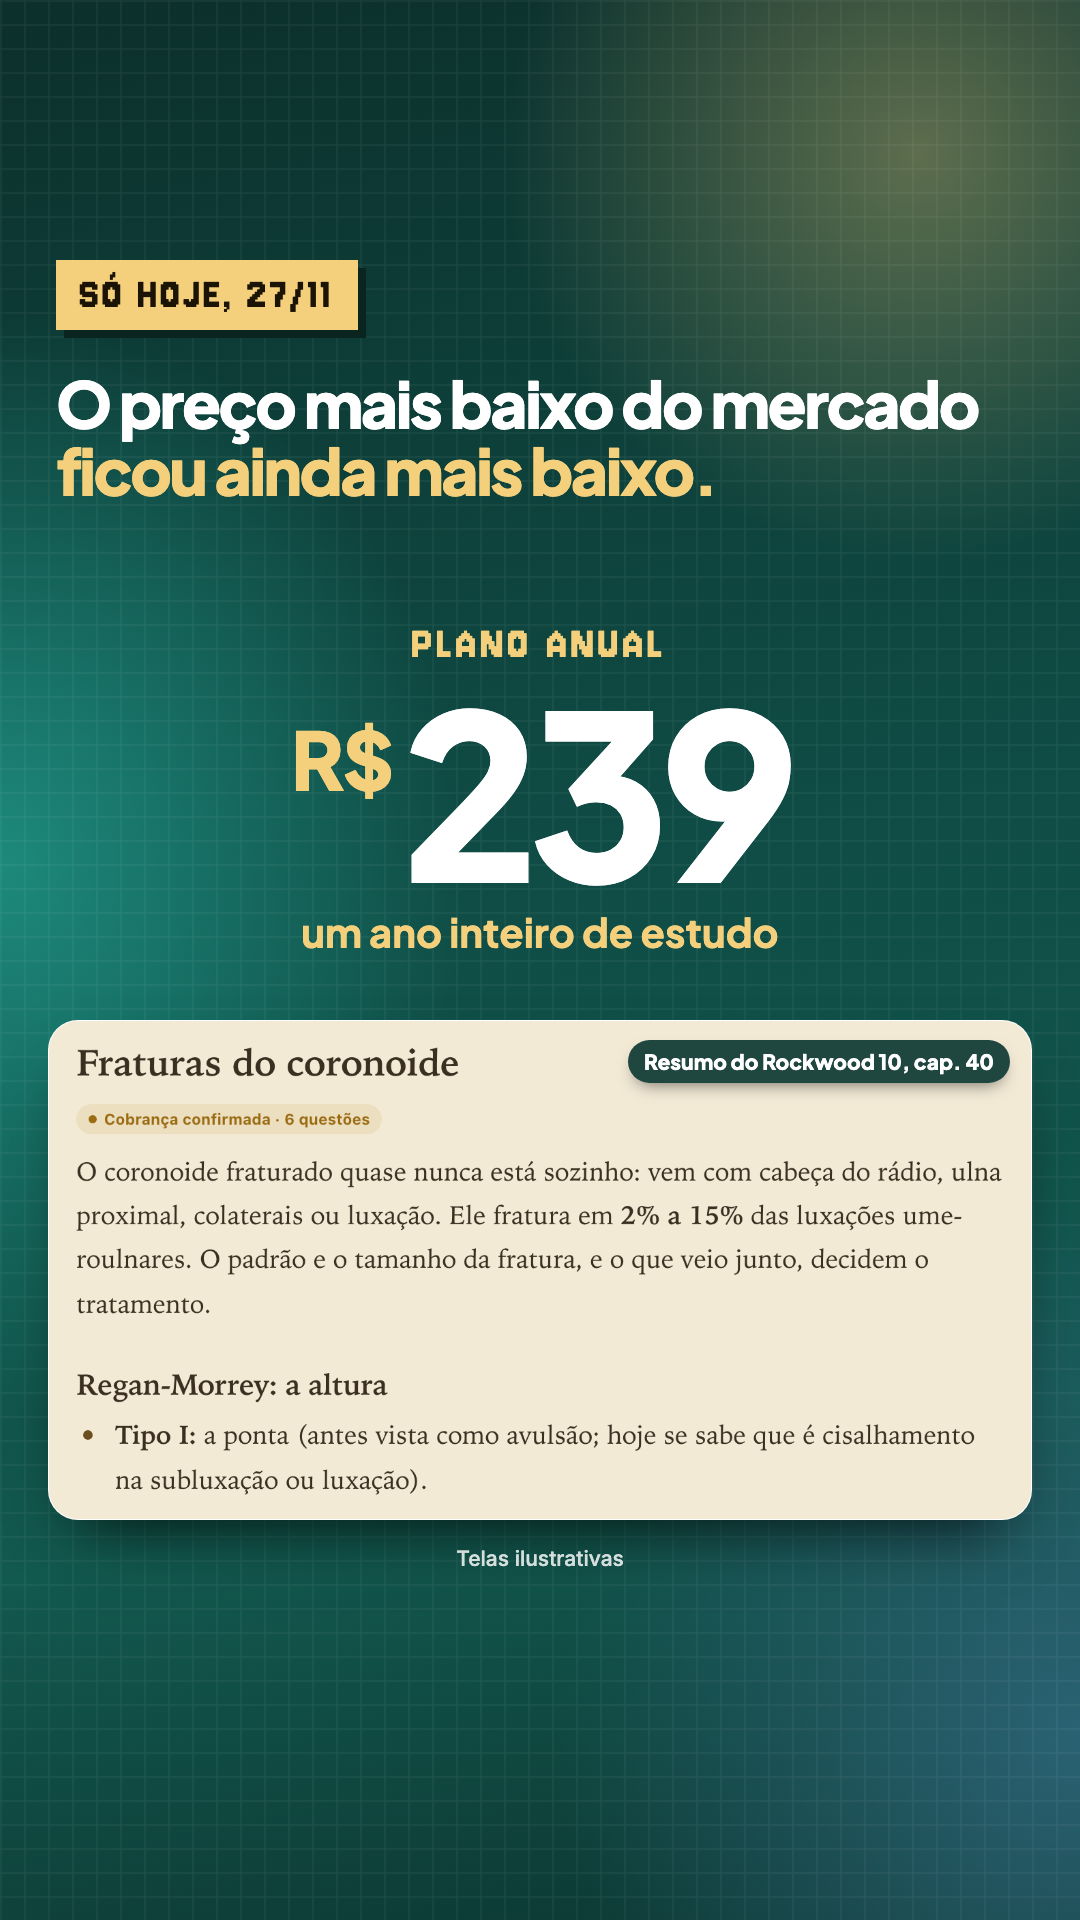 SÓ HOJE, 27/11
O preço mais baixo do mercado
ficou ainda mais baixo.
PLANO ANUAL
R$ 239
um ano inteiro de estudo
Fraturas do coronoide
Resumo do Rockwood 10, cap. 40
Cobrança confirmada · 6 questões
O coronoide fraturado quase nunca está sozinho: vem com cabeça do rádio, ulna
proximal, colaterais ou luxação. Ele fratura em 2% a 15% das luxações ume-
roulnares. O padrão e o tamanho da fratura, e o que veio junto, decidem o
tratamento.
Regan-Morrey: a altura
• Tipo I: a ponta (antes vista como avulsão; hoje se sabe que é cisalhamento
na subluxação ou luxação).
Telas ilustrativas